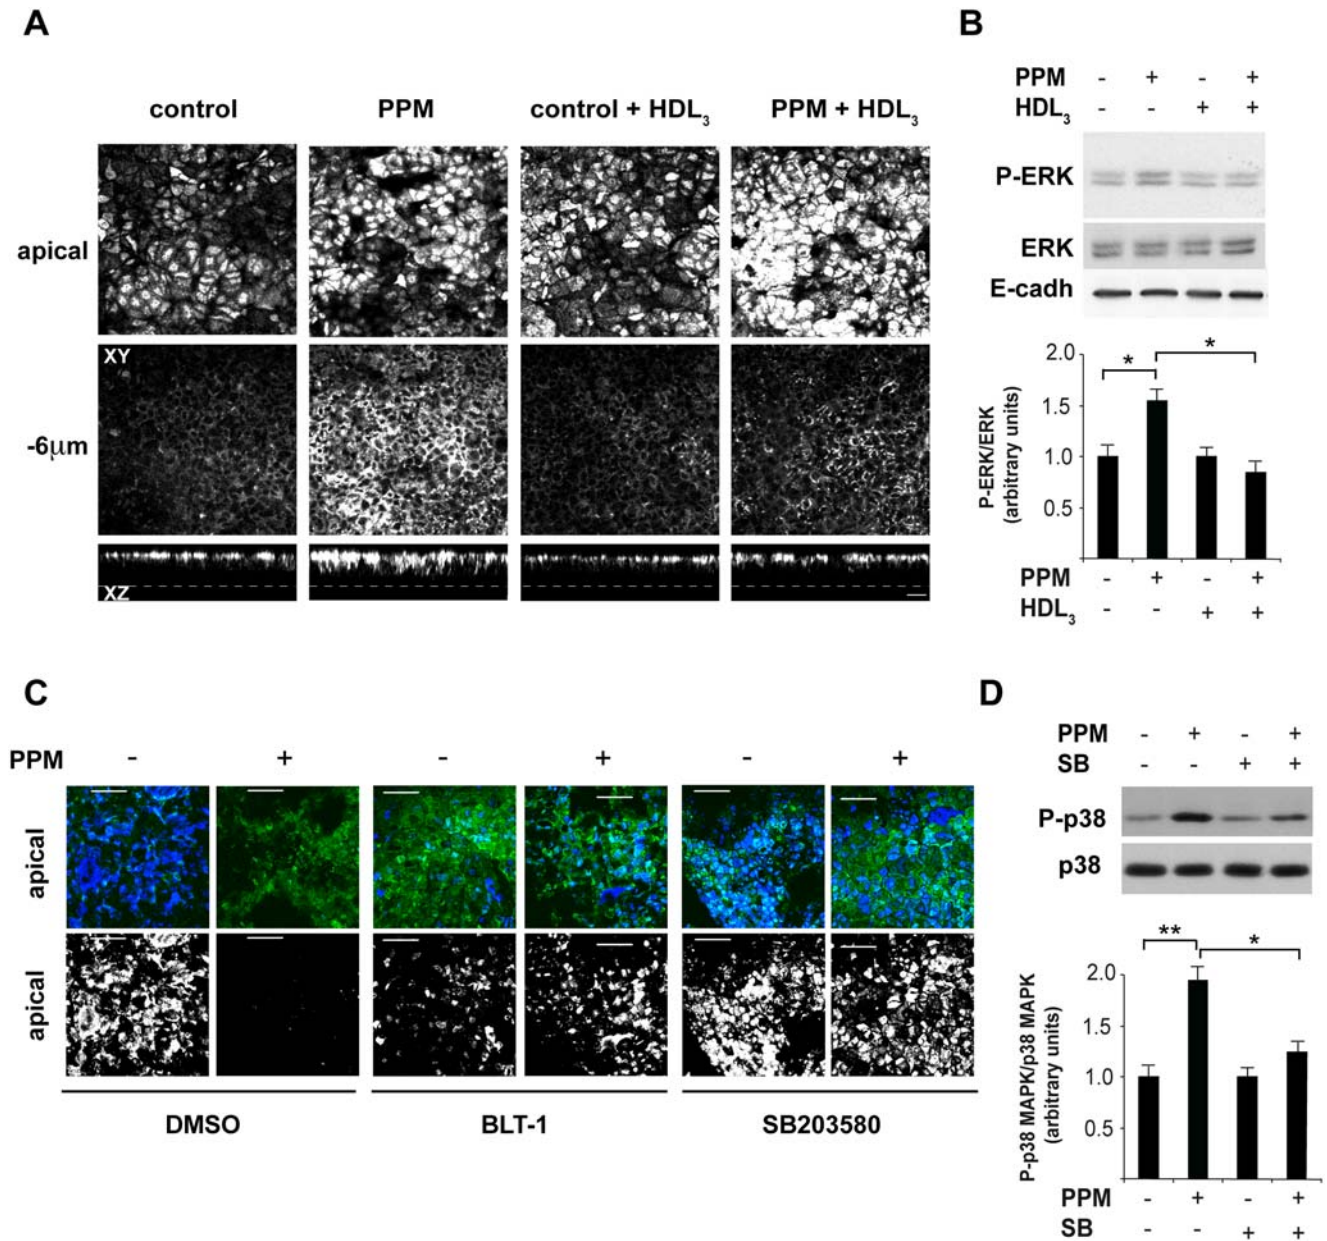 A
control PPM control + HDL3 PPM + HDL3
apical
XY
-6μm
XZ
B
PPM - + - +
HDL3 - - + +
P-ERK
ERK
E-cadh
2.0
1.5
1.0
0.5
P-ERK/ERK
(arbitrary units)
* *
PPM - + - +
HDL3 - - + +
C
PPM - + - + - +
apical
apical
DMSO BLT-1 SB203580
D
PPM - + - +
SB - - + +
P-p38
p38
** *
2.0
1.5
1.0
0.5
P-p38 MAPK/p38 MAPK
(arbitrary units)
PPM - + - +
SB - - + +